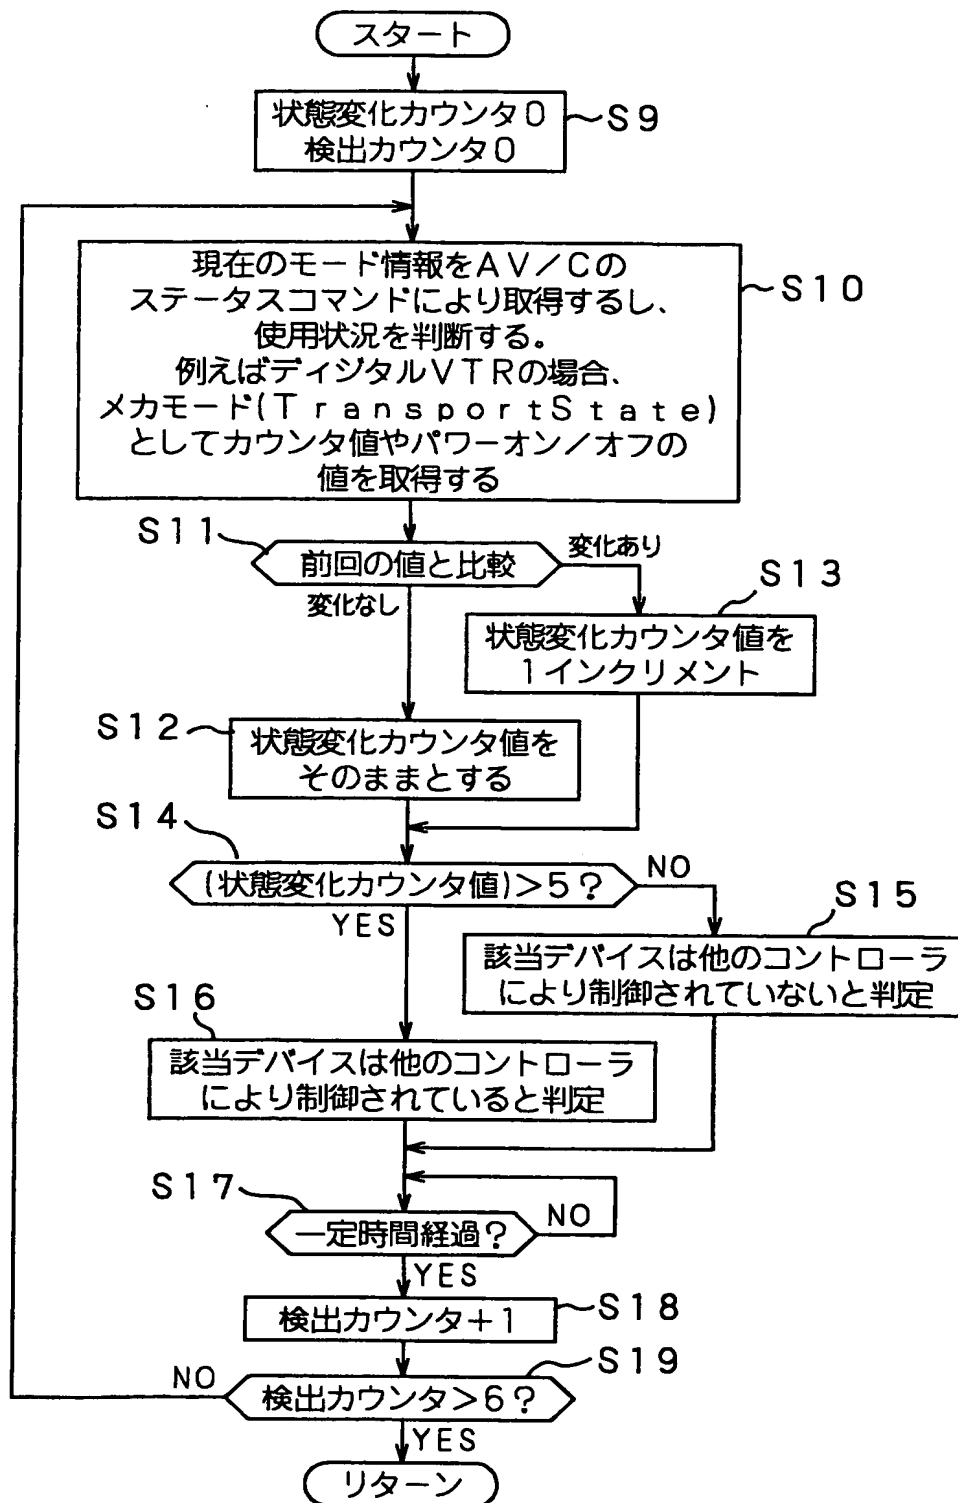 スタート
状態変化カウンタ0
検出カウンタ0
S9
現在のモード情報をAV/Cの
ステータスコマンドにより取得するし、
使用状況を判断する。
例えばディジタルVTRの場合、
メカモード(TransportState)
としてカウンタ値やパワーオン/オフの
値を取得する
S10
S11
前回の値と比較
変化あり
変化なし
S13
状態変化カウンタ値を
1インクリメント
S12
状態変化カウンタ値を
そのままとする
S14
(状態変化カウンタ値)>5?
NO
YES
S15
該当デバイスは他のコントローラ
により制御されていないと判定
S16
該当デバイスは他のコントローラ
により制御されていると判定
S17
一定時間経過?
NO
YES
検出カウンタ+1
S18
S19
NO
検出カウンタ>6?
YES
リターン